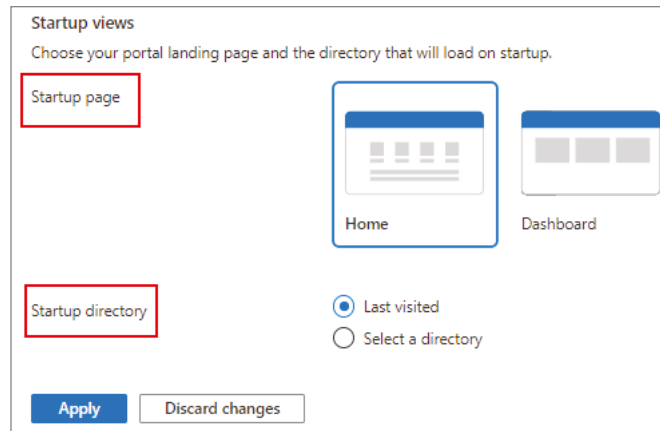 Startup views
Choose your portal landing page and the directory that will load on startup.
Startup page
Home
Dashboard
Startup directory
Last visited
Select a directory
Apply
Discard changes